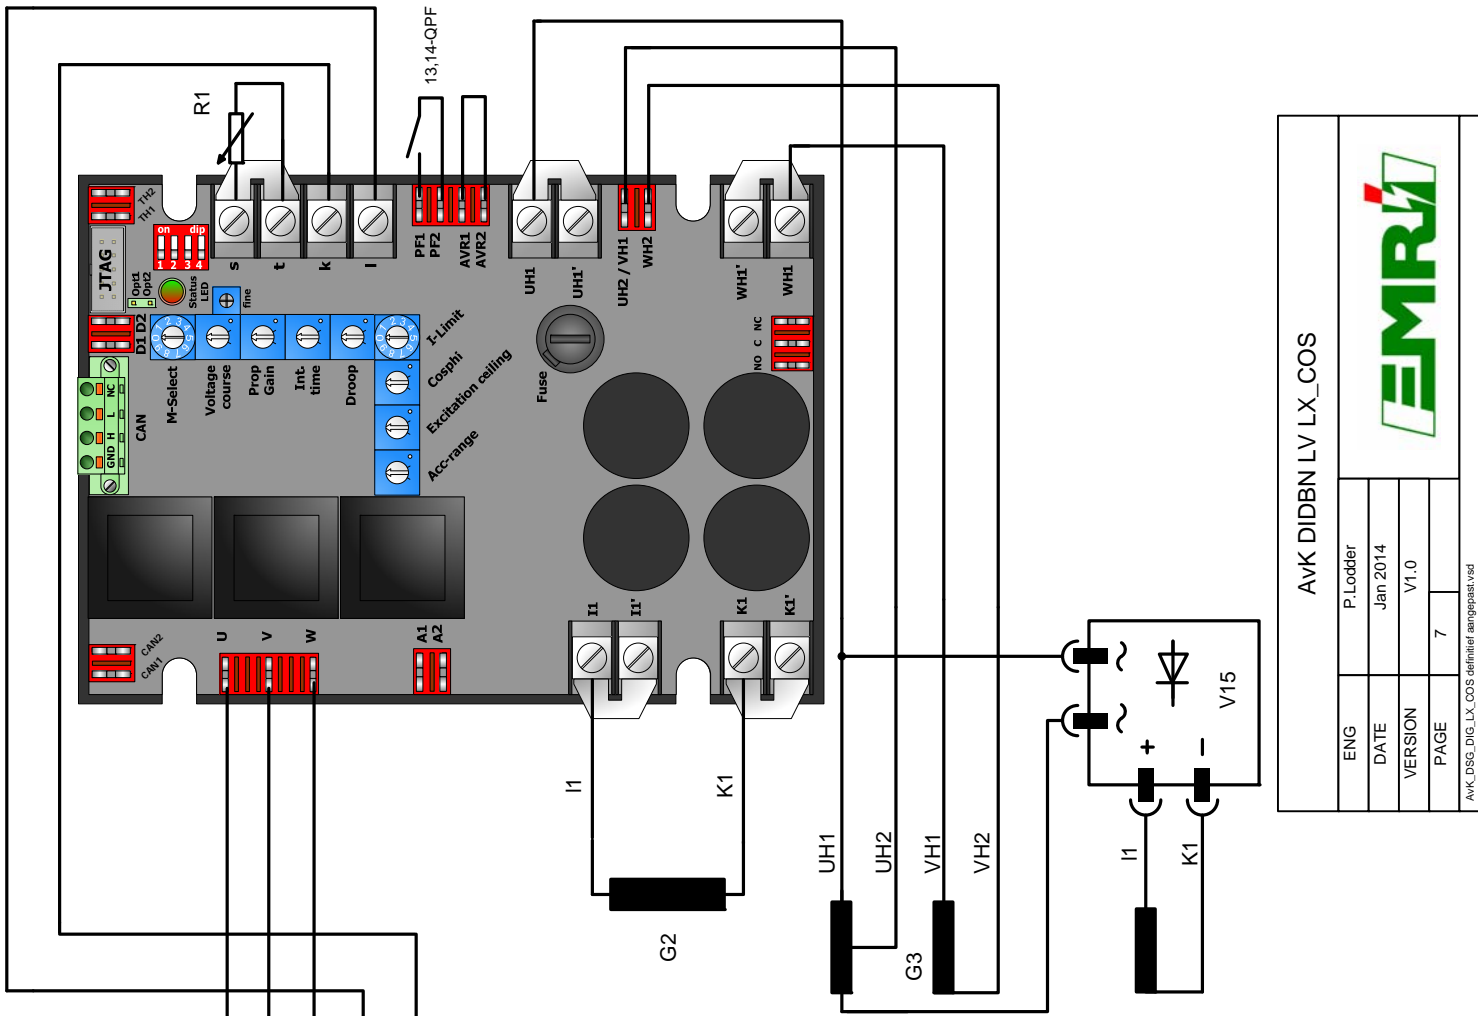 R1
13,14-QPF
TH2
TH1
on
dip
1 2 3 4
JTAG
Opt1
Opt2
Status
LED
fine
s
t
k
l
PF1
PF2
AVR1
AVR2
UH1
UH1'
UH2 / VH1
WH2
WH1'
WH1
D1 D2
M-Select
Voltage
course
Prop
Gain
Int.
time
Droop
I-Limit
Cosphi
Excitation ceiling
Acc-range
Fuse
NO C NC
GND H L NC
CAN
CAN2
CAN1
U
V
W
A1
A2
I1
I1'
K1
K1'
I1
K1
G2
UH1
UH2
VH1
VH2
G3
V15
+
-
~
~
I1
K1
AvK DIDBN LV LX_COS
EMRI
ENG P.Lodder
DATE Jan 2014
VERSION V1.0
PAGE 7
AvK_DSG_DIG_LX_COS definitief aangepast.vsd